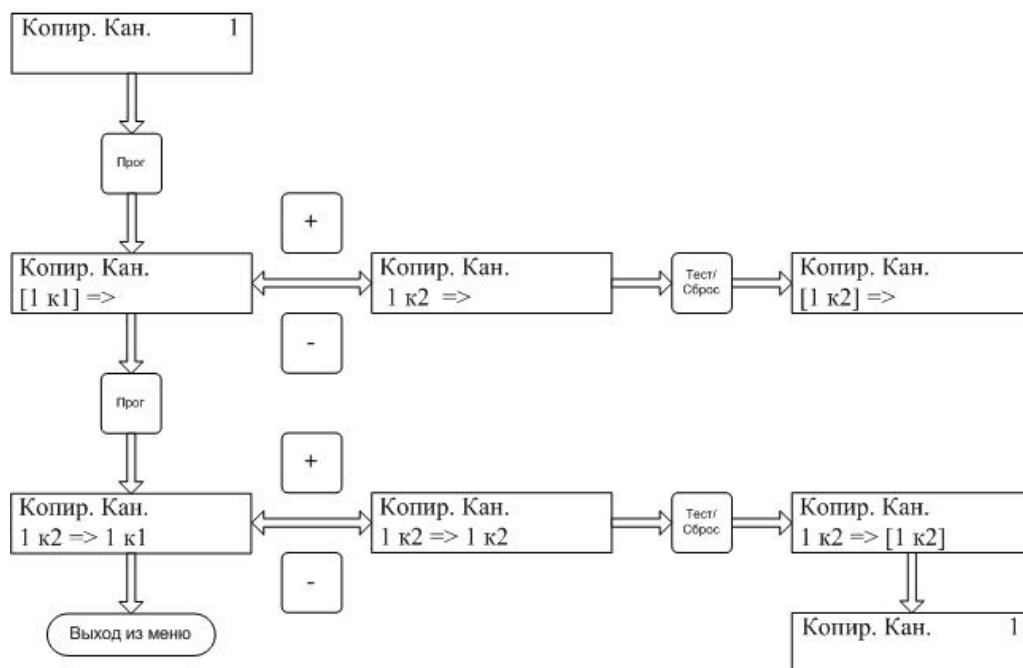 Копир. Кан. 1
Прог
+
Копир. Кан.
[1 к1] =>
Копир. Кан.
1 к2 =>
Тест/
Сброс
Копир. Кан.
[1 к2] =>
-
Прог
+
Копир. Кан.
1 к2 => 1 к1
Копир. Кан.
1 к2 => 1 к2
Тест/
Сброс
Копир. Кан.
1 к2 => [1 к2]
-
Выход из меню
Копир. Кан. 1